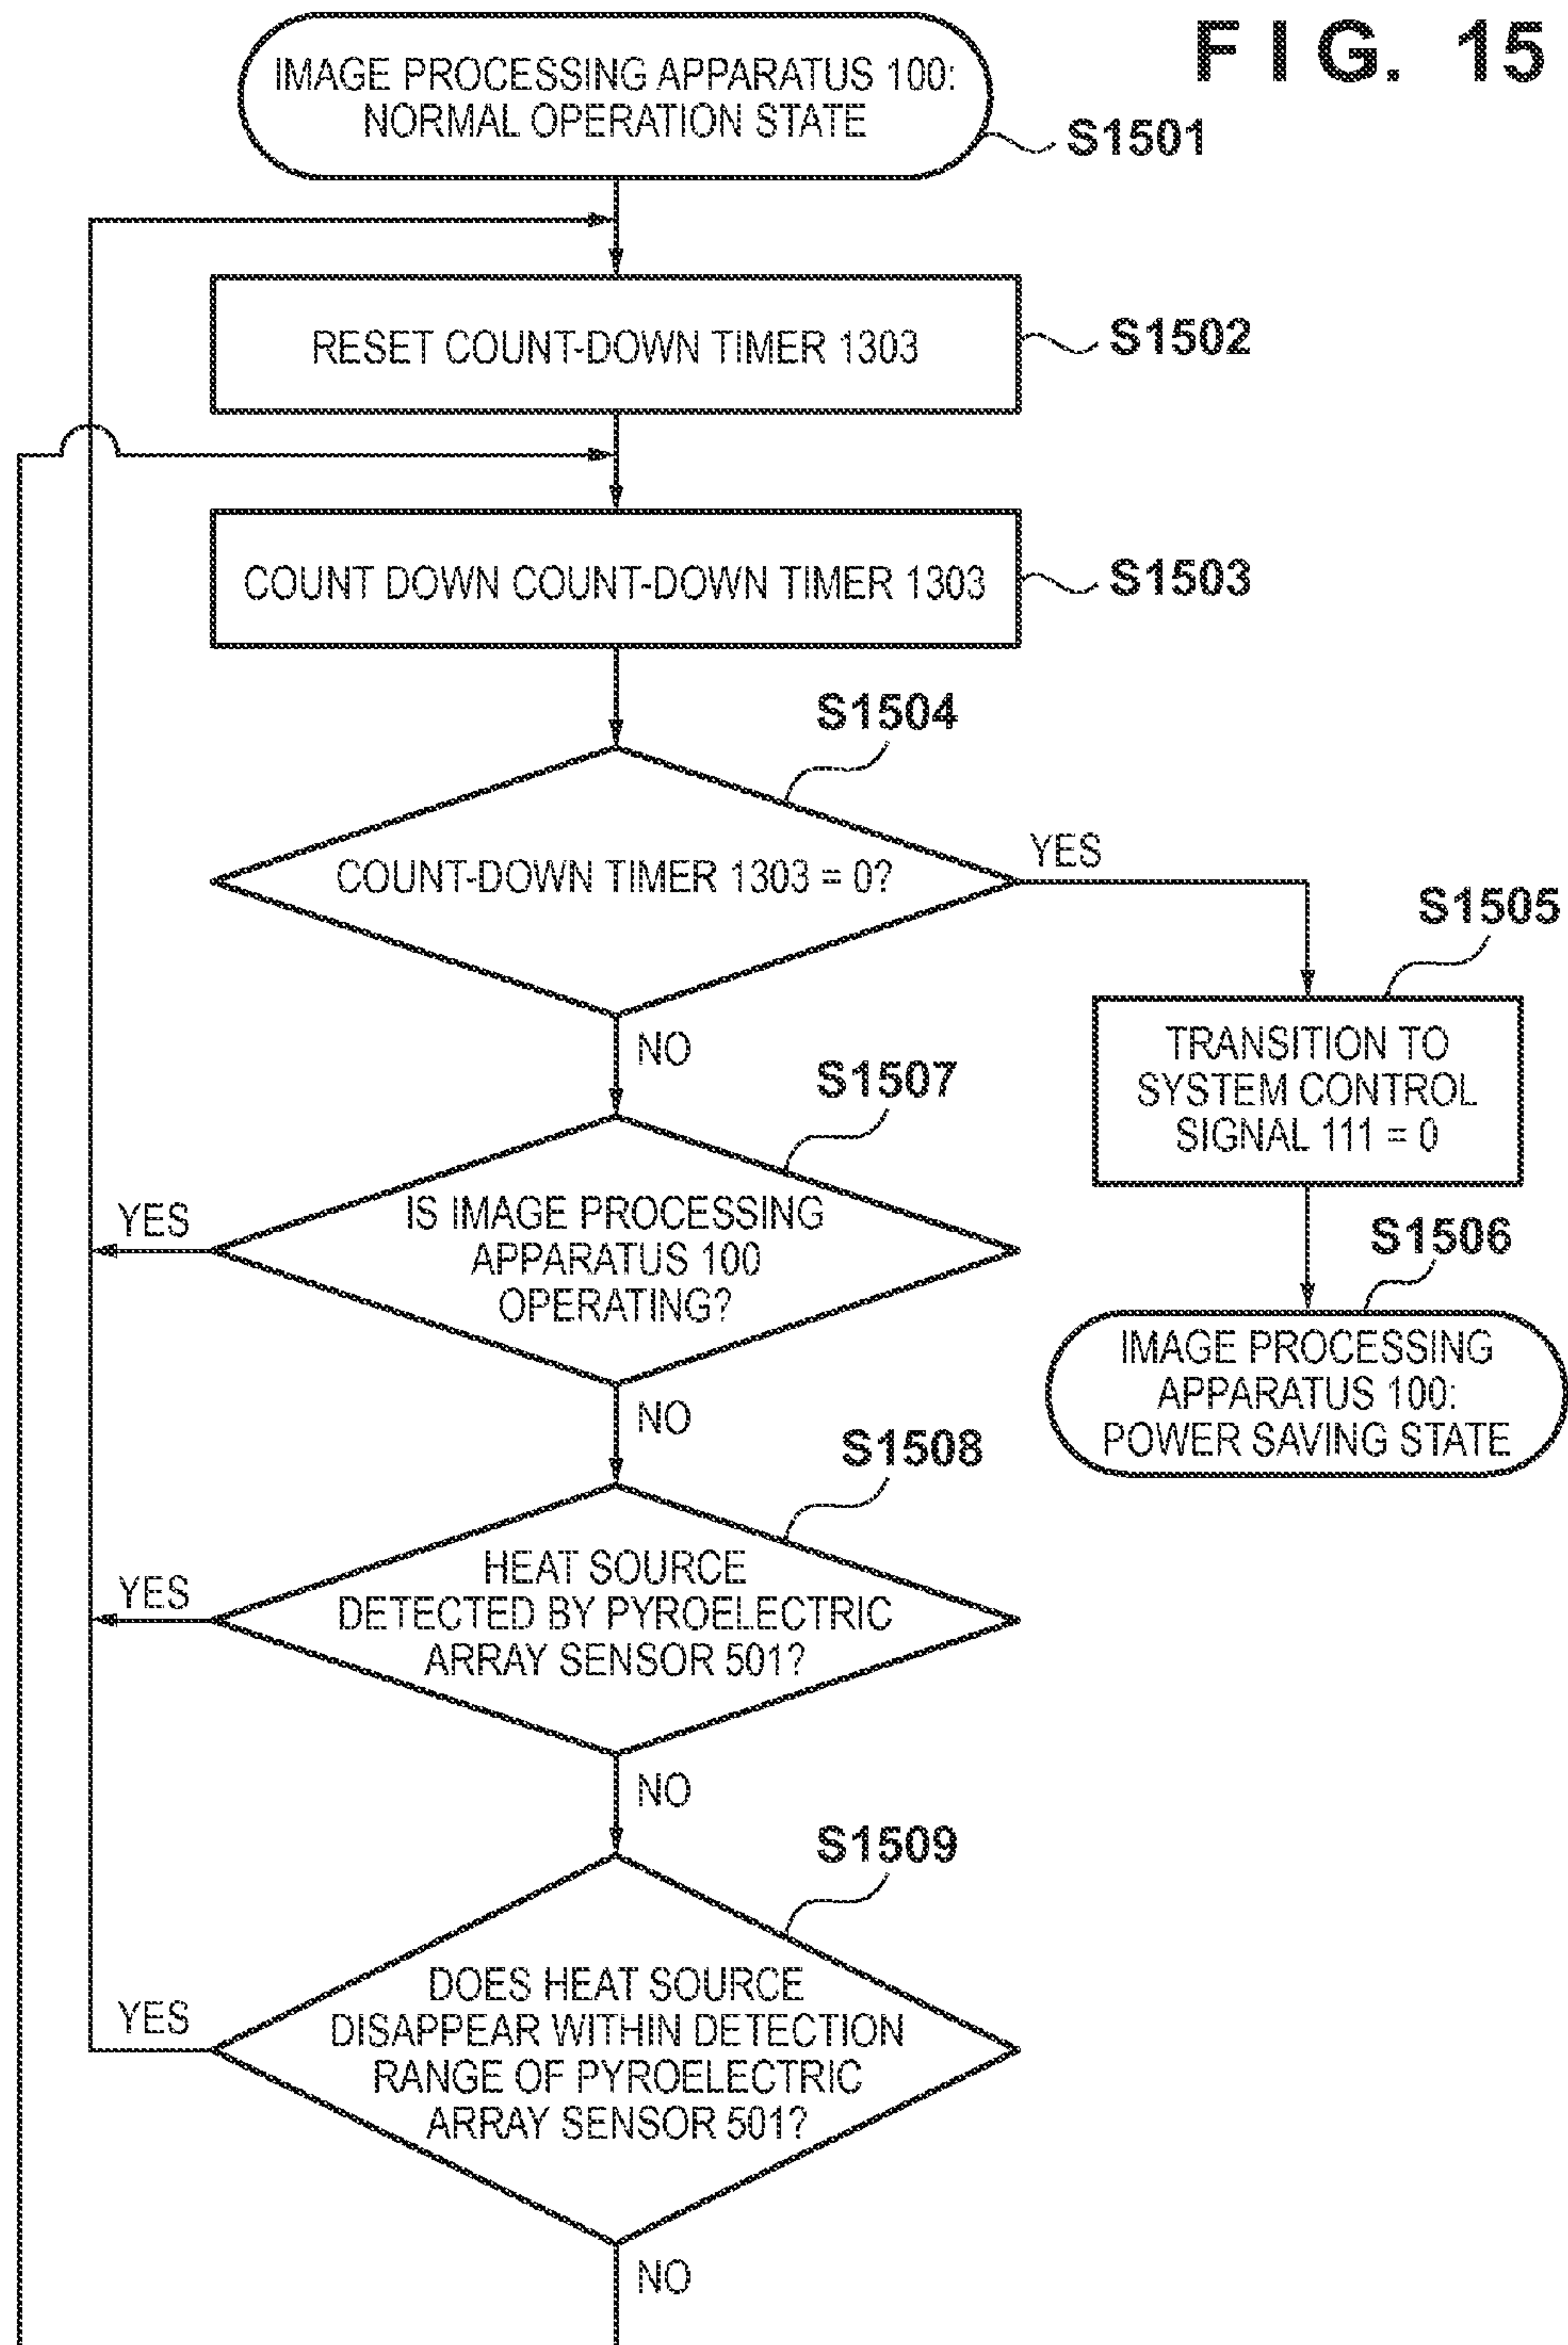 FIG. 15
IMAGE PROCESSING APPARATUS 100:
NORMAL OPERATION STATE
S1501
RESET COUNT-DOWN TIMER 1303
S1502
COUNT DOWN COUNT-DOWN TIMER 1303
S1503
S1504
COUNT-DOWN TIMER 1303 = 0?
YES
NO
S1505
TRANSITION TO
SYSTEM CONTROL
SIGNAL 111 = 0
S1506
IMAGE PROCESSING
APPARATUS 100:
POWER SAVING STATE
S1507
IS IMAGE PROCESSING
APPARATUS 100
OPERATING?
YES
NO
S1508
HEAT SOURCE
DETECTED BY PYROELECTRIC
ARRAY SENSOR 501?
YES
NO
S1509
DOES HEAT SOURCE
DISAPPEAR WITHIN DETECTION
RANGE OF PYROELECTRIC
ARRAY SENSOR 501?
YES
NO